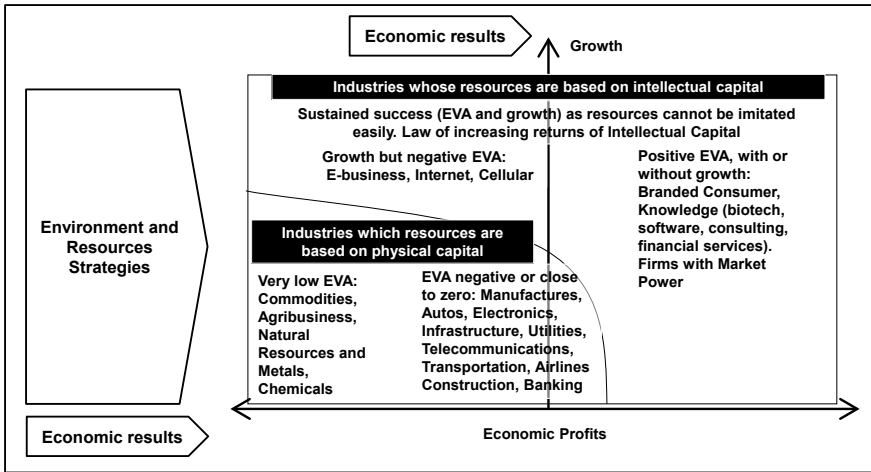 Economic results
Growth
Industries whose resources are based on intellectual capital
Sustained success (EVA and growth) as resources cannot be imitated
easily. Law of increasing returns of Intellectual Capital
Growth but negative EVA:
E-business, Internet, Cellular
Positive EVA, with or
without growth:
Branded Consumer,
Knowledge (biotech,
software, consulting,
financial services).
Firms with Market
Power
Environment and
Resources
Strategies
Industries which resources are
based on physical capital
Very low EVA:
Commodities,
Agribusiness,
Natural
Resources and
Metals,
Chemicals
EVA negative or close
to zero: Manufactures,
Autos, Electronics,
Infrastructure, Utilities,
Telecommunications,
Transportation, Airlines
Construction, Banking
Economic results
Economic Profits